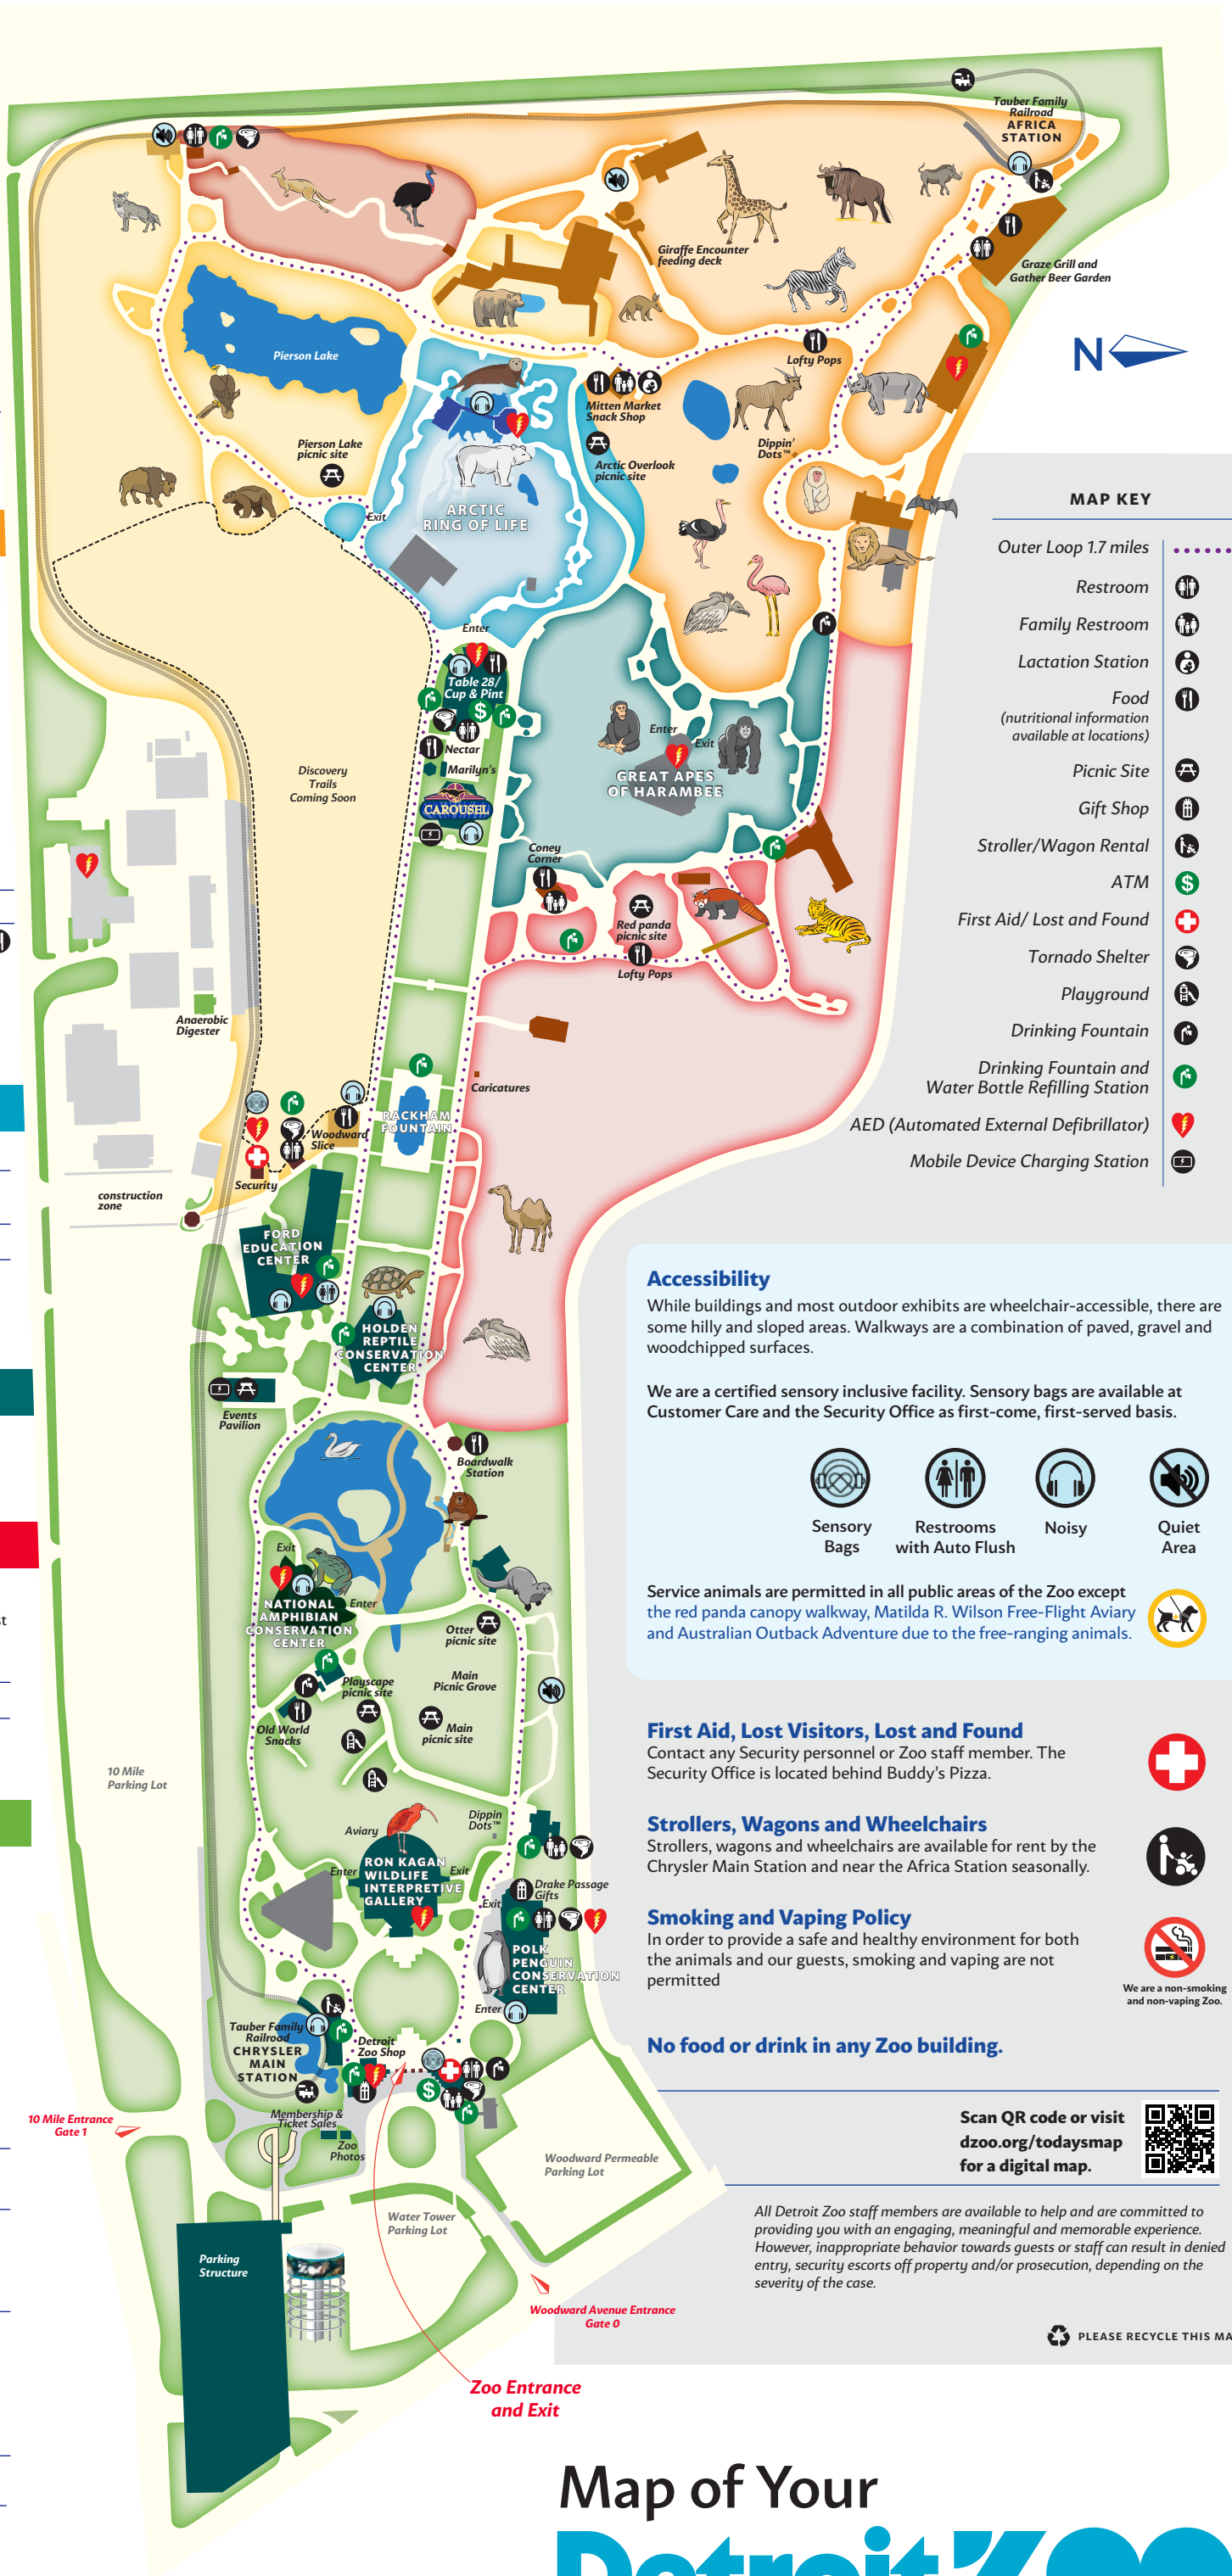 Tauber Family
Railroad
AFRICA
STATION
Giraffe Encounter
feeding deck
Graze Grill and
Gather Beer Garden
N
Pierson Lake
Lofty Pops
Mitten Market
Snack Shop
Pierson Lake
picnic site
Arctic Overlook
picnic site
Dippin'
Dots™
Exit
ARCTIC
RING OF LIFE
Enter
Table 28/
Cup & Pint
$
Nectar
Marilyn's
CAROUSEL
Discovery
Trails
Coming Soon
Enter
Exit
GREAT APES
OF HARAMBEE
Coney
Corner
Red panda
picnic site
Lofty Pops
Anaerobic
Digester
Caricatures
RACKHAM
FOUNTAIN
Woodward
Slice
Security
construction
zone
FORD
EDUCATION
CENTER
HOLDEN
REPTILE
CONSERVATION
CENTER
Events
Pavilion
Boardwalk
Station
Exit
NATIONAL
AMPHIBIAN
CONSERVATION
CENTER
Enter
Otter
picnic site
Main
Picnic Grove
Playscape
picnic site
Main
picnic site
Old World
Snacks
10 Mile
Parking Lot
Dippin
Dots™
Aviary
Enter
RON KAGAN
WILDLIFE
INTERPRETIVE
GALLERY
Exit
Drake Passage
Gifts
Exit
POLK
PENGUIN
CONSERVATION
CENTER
Enter
Tauber Family
Railroad
CHRYSLER
MAIN
STATION
Detroit
Zoo Shop
$
10 Mile Entrance
Gate 1
Membership &
Ticket Sales
Zoo
Photos
Woodward Permeable
Parking Lot
Water Tower
Parking Lot
Parking
Structure
Woodward Avenue Entrance
Gate 0
Zoo Entrance
and Exit
MAP KEY
Outer Loop 1.7 miles
Restroom
Family Restroom
Lactation Station
Food
(nutritional information
available at locations)
Picnic Site
Gift Shop
Stroller/Wagon Rental
ATM
$
First Aid/ Lost and Found
Tornado Shelter
Playground
Drinking Fountain
Drinking Fountain and
Water Bottle Refilling Station
AED (Automated External Defibrillator)
Mobile Device Charging Station
Accessibility
While buildings and most outdoor exhibits are wheelchair-accessible, there are
some hilly and sloped areas. Walkways are a combination of paved, gravel and
woodchipped surfaces.
We are a certified sensory inclusive facility. Sensory bags are available at
Customer Care and the Security Office as first-come, first-served basis.
Sensory
Bags
Restrooms
with Auto Flush
Noisy
Quiet
Area
Service animals are permitted in all public areas of the Zoo except
the red panda canopy walkway, Matilda R. Wilson Free-Flight Aviary
and Australian Outback Adventure due to the free-ranging animals.
First Aid, Lost Visitors, Lost and Found
Contact any Security personnel or Zoo staff member. The
Security Office is located behind Buddy's Pizza.
Strollers, Wagons and Wheelchairs
Strollers, wagons and wheelchairs are available for rent by the
Chrysler Main Station and near the Africa Station seasonally.
Smoking and Vaping Policy
In order to provide a safe and healthy environment for both
the animals and our guests, smoking and vaping are not
permitted
We are a non-smoking
and non-vaping Zoo.
No food or drink in any Zoo building.
Scan QR code or visit
dzoo.org/todaysmap
for a digital map.
All Detroit Zoo staff members are available to help and are committed to
providing you with an engaging, meaningful and memorable experience.
However, inappropriate behavior towards guests or staff can result in denied
entry, security escorts off property and/or prosecution, depending on the
severity of the case.
PLEASE RECYCLE THIS MA
Map of Your
Detroit ZOO